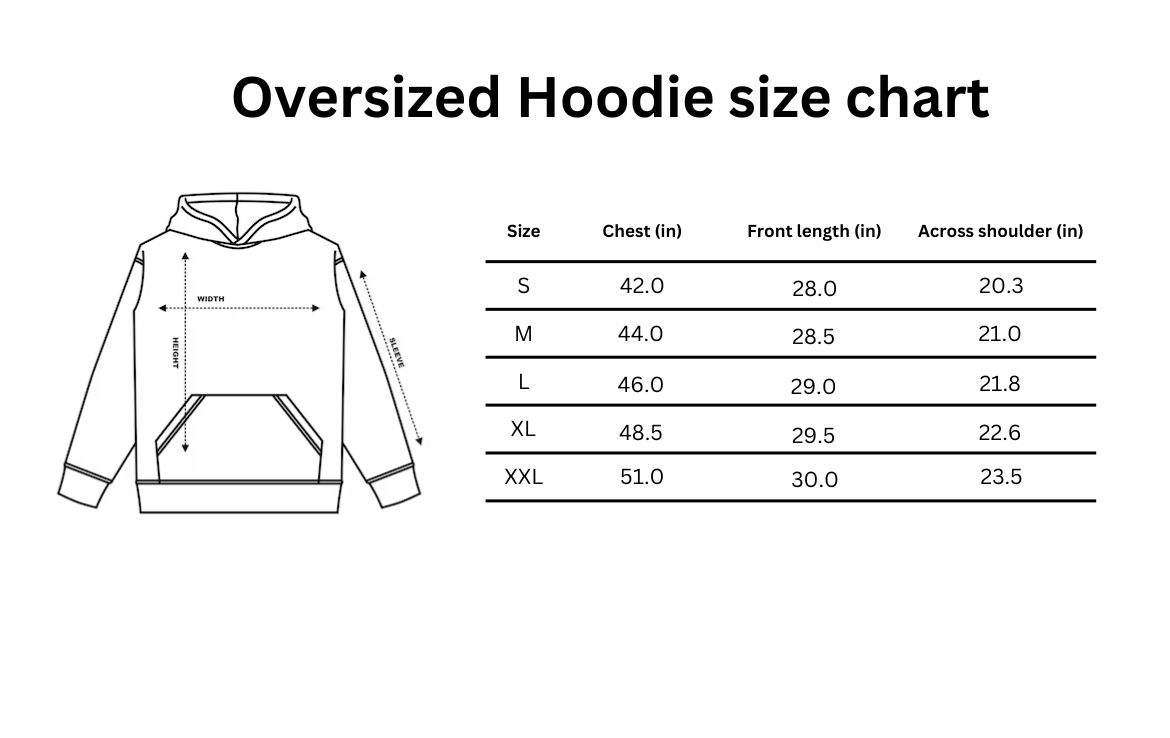 Oversized Hoodie size chart
WIDTH
HEIGHT
SLEEVE
Size Chest (in) Front length (in) Across shoulder (in)
S 42.0 28.0 20.3
M 44.0 28.5 21.0
L 46.0 29.0 21.8
XL 48.5 29.5 22.6
XXL 51.0 30.0 23.5